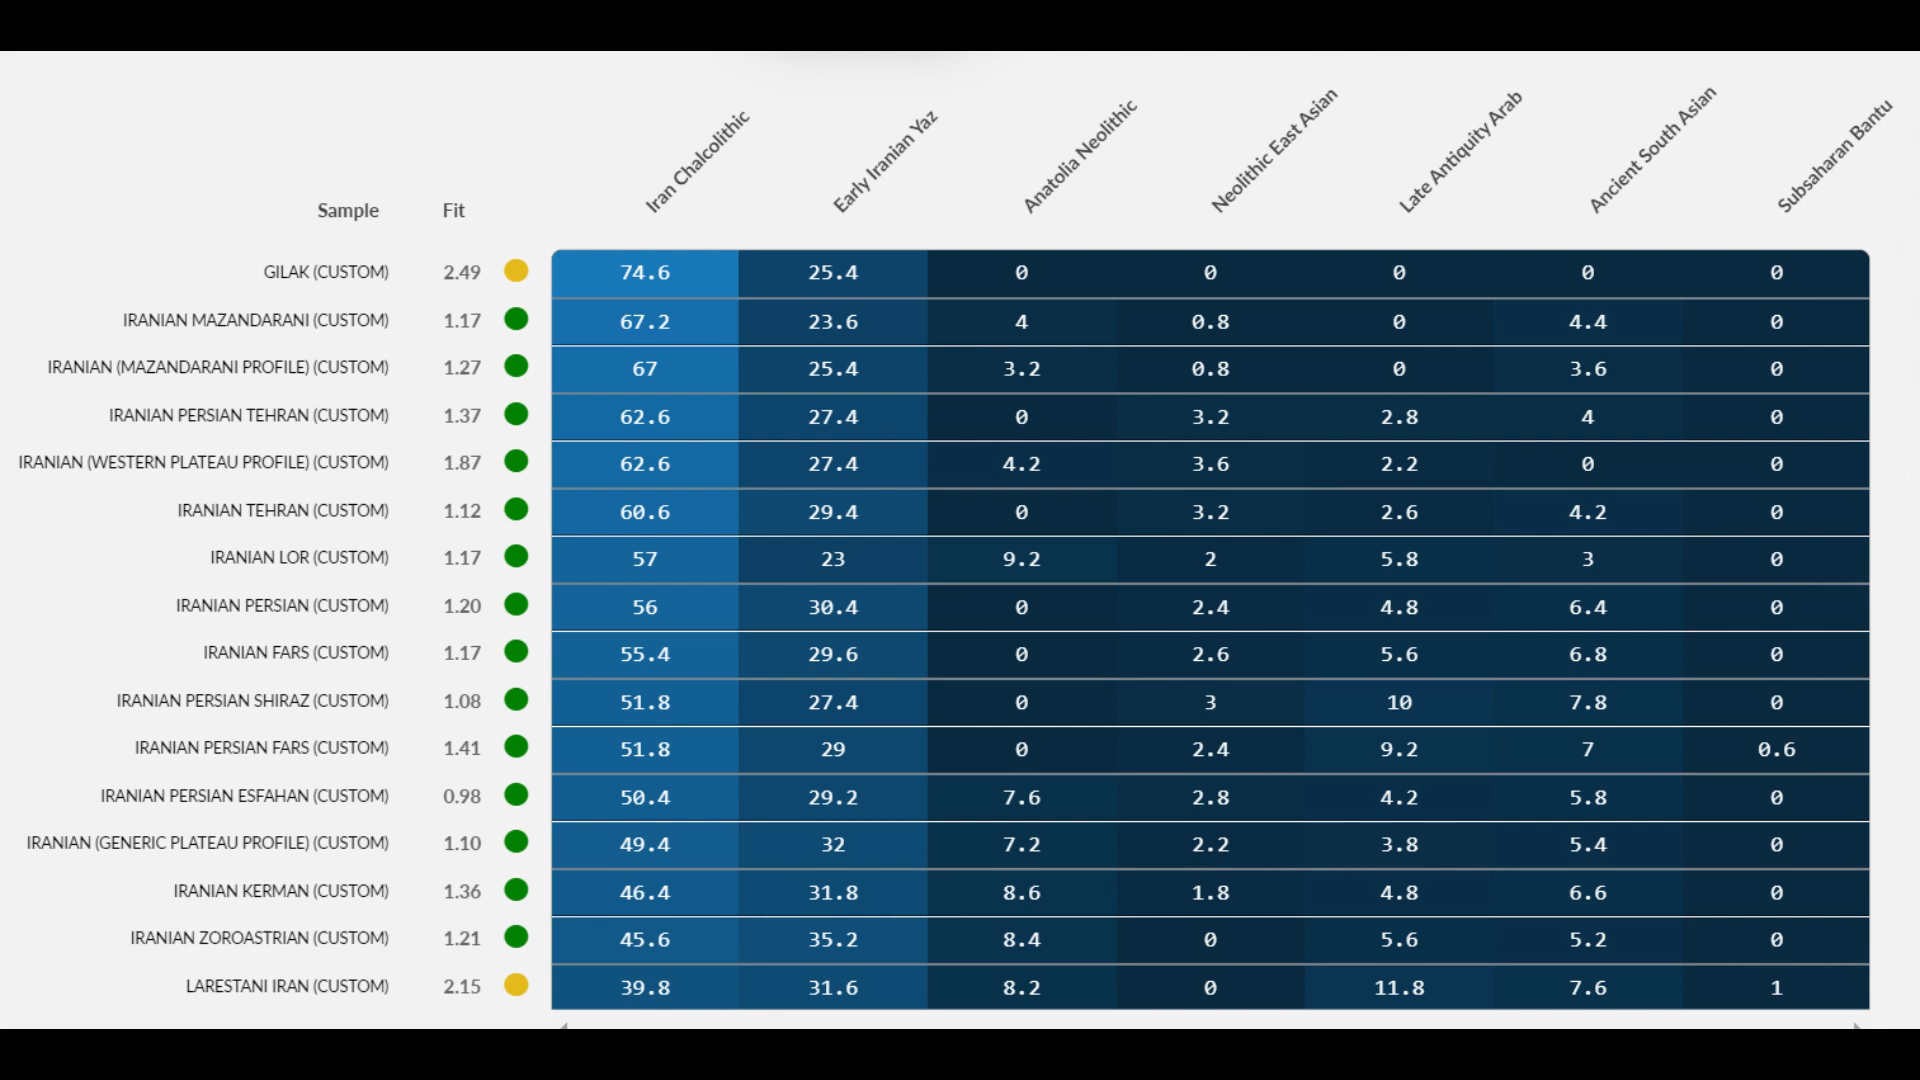 Iran Chalcolithic
Early Iranian Yaz
Anatolia Neolithic
Neolithic East Asian
Late Antiquity Arab
Ancient South Asian
Subsaharan Bantu
Sample Fit
GILAK (CUSTOM) 2.49 74.6 25.4 0 0 0 0 0
IRANIAN MAZANDARANI (CUSTOM) 1.17 67.2 23.6 4 0.8 0 4.4 0
IRANIAN (MAZANDARANI PROFILE) (CUSTOM) 1.27 67 25.4 3.2 0.8 0 3.6 0
IRANIAN PERSIAN TEHRAN (CUSTOM) 1.37 62.6 27.4 0 3.2 2.8 4 0
IRANIAN (WESTERN PLATEAU PROFILE) (CUSTOM) 1.87 62.6 27.4 4.2 3.6 2.2 0 0
IRANIAN TEHRAN (CUSTOM) 1.12 60.6 29.4 0 3.2 2.6 4.2 0
IRANIAN LOR (CUSTOM) 1.17 57 23 9.2 2 5.8 3 0
IRANIAN PERSIAN (CUSTOM) 1.20 56 30.4 0 2.4 4.8 6.4 0
IRANIAN FARS (CUSTOM) 1.17 55.4 29.6 0 2.6 5.6 6.8 0
IRANIAN PERSIAN SHIRAZ (CUSTOM) 1.08 51.8 27.4 0 3 10 7.8 0
IRANIAN PERSIAN FARS (CUSTOM) 1.41 51.8 29 0 2.4 9.2 7 0.6
IRANIAN PERSIAN ESFAHAN (CUSTOM) 0.98 50.4 29.2 7.6 2.8 4.2 5.8 0
IRANIAN (GENERIC PLATEAU PROFILE) (CUSTOM) 1.10 49.4 32 7.2 2.2 3.8 5.4 0
IRANIAN KERMAN (CUSTOM) 1.36 46.4 31.8 8.6 1.8 4.8 6.6 0
IRANIAN ZOROASTRIAN (CUSTOM) 1.21 45.6 35.2 8.4 0 5.6 5.2 0
LARESTANI IRAN (CUSTOM) 2.15 39.8 31.6 8.2 0 11.8 7.6 1